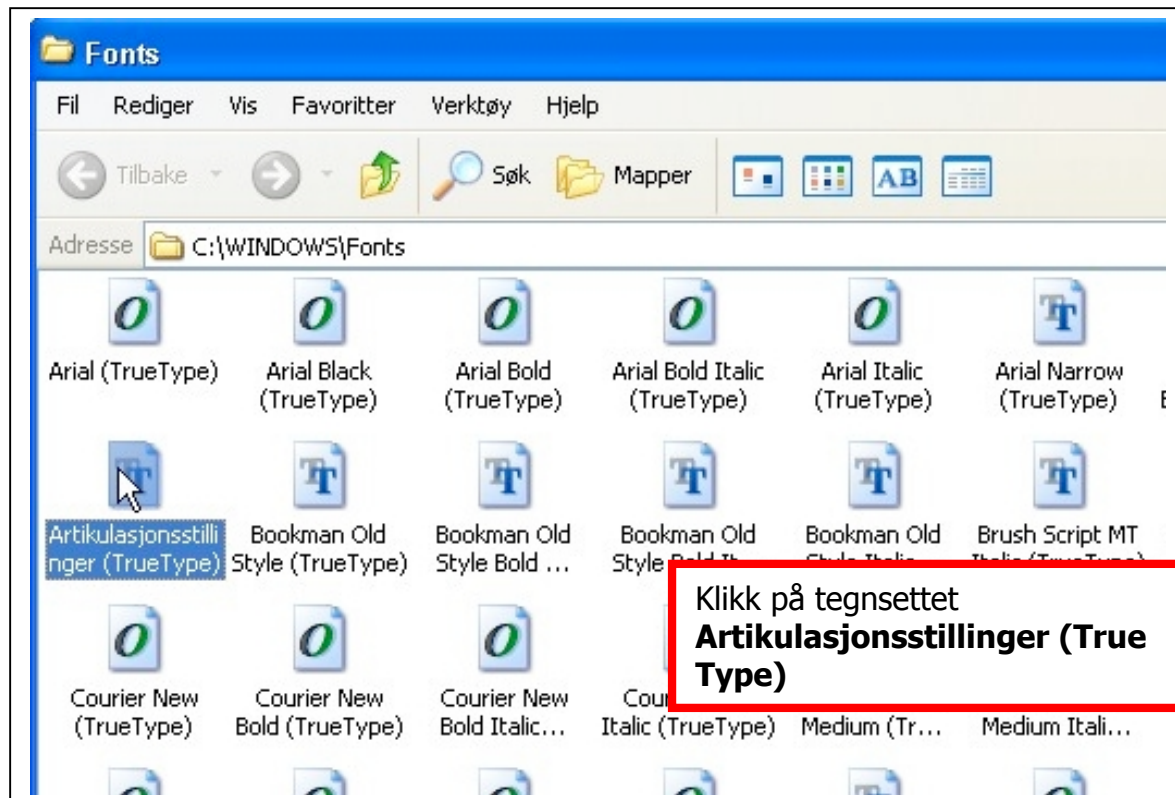 Fonts
Fil Rediger Vis Favoritter Verktøy Hjelp
Tilbake Søk Mapper AB
Adresse C:\WINDOWS\Fonts
Arial (TrueType) Arial Black Arial Bold Arial Bold Italic Arial Italic Arial Narrow
(TrueType) (TrueType) (TrueType) (TrueType) (TrueType)
Artikulasjonsstilli Bookman Old Bookman Old Bookman Old Bookman Old Brush Script MT
nger (TrueType) Style (TrueType) Style Bold ... Style
Klikk på tegnsettet
Artikulasjonsstillinger (True
Type)
Courier New Courier New Courier New
(TrueType) Bold (TrueType) Bold Italic... Italic (TrueType) Medium (Tr... Medium Itali...